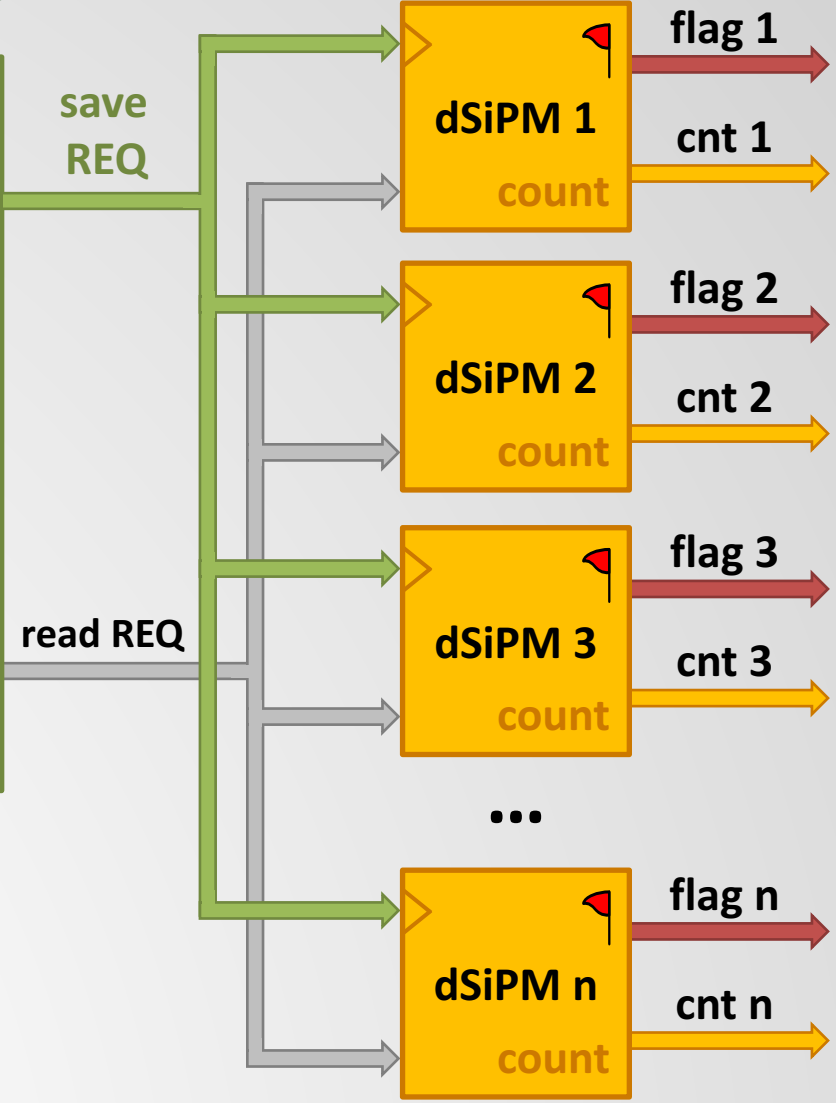 save
REQ
read REQ
dSiPM 1
count
flag 1
cnt 1
dSiPM 2
count
flag 2
cnt 2
dSiPM 3
count
flag 3
cnt 3
...
dSiPM n
count
flag n
cnt n